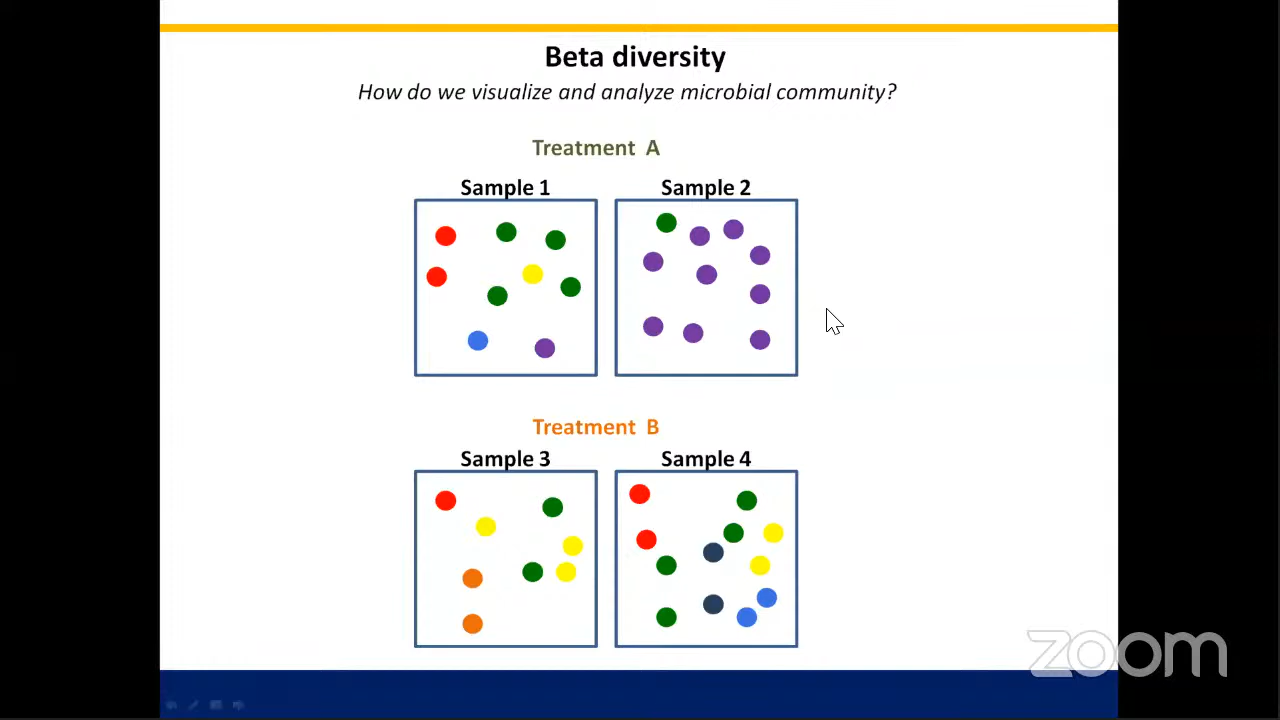 Beta diversity
How do we visualize and analyze microbial community?
Treatment A
Sample 1 Sample 2
Treatment B
Sample 3 Sample 4
zoom